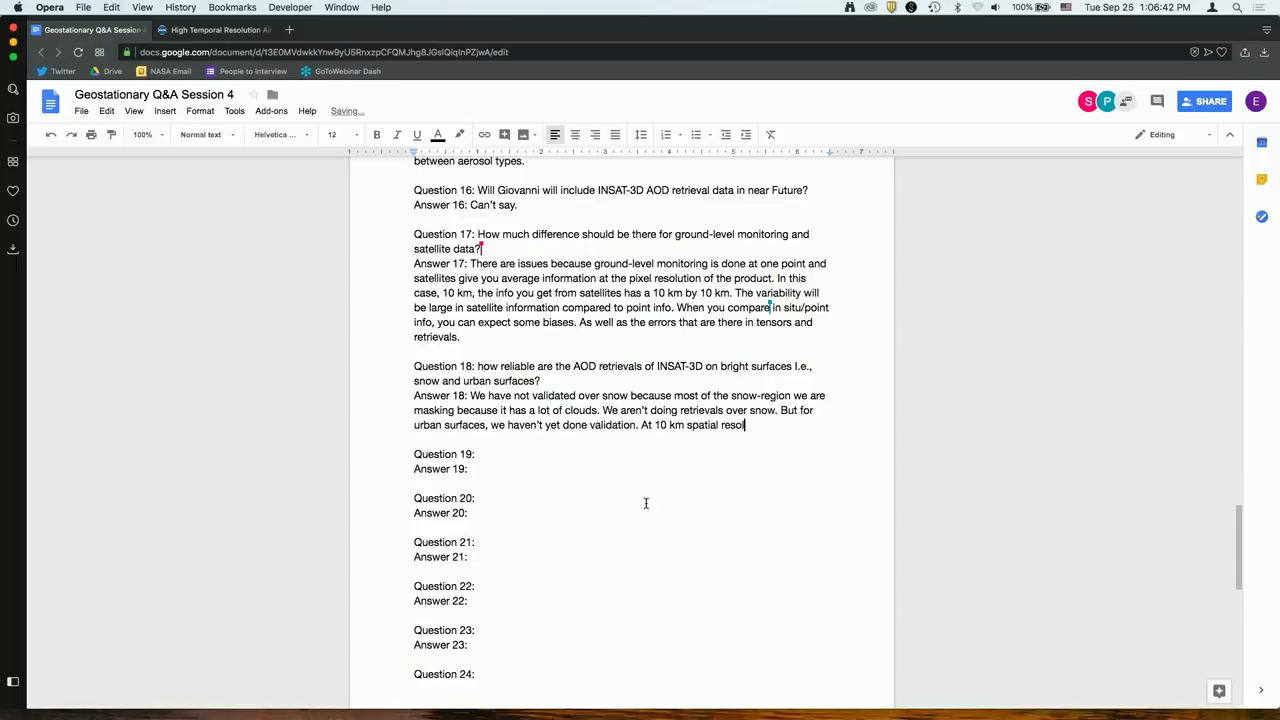 Opera File Edit View History Bookmarks Developer Window Help 100% Tue Sep 25 1:06:42 PM
Geostationary Q&A Session High Temporal Resolution Ai
docs.google.com/document/d/13E0MVdwkkYnw9yU5RnxzpCFQMJhg8JGsIQiqInPZjwA/edit
Twitter Drive NASA Email People to Interview GoToWebinar Dash
Geostationary Q&A Session 4
File Edit View Insert Format Tools Add-ons Help Saving...
S P SHARE E
100% Normal text Helvetica ... 12 B I U A Editing
1 1 2 3 4 5 6 7
between aerosol types.
Question 16: Will Giovanni will include INSAT-3D AOD retrieval data in near Future?
Answer 16: Can't say.
Question 17: How much difference should be there for ground-level monitoring and
satellite data?
Answer 17: There are issues because ground-level monitoring is done at one point and
satellites give you average information at the pixel resolution of the product. In this
case, 10 km, the info you get from satellites has a 10 km by 10 km. The variability will
be large in satellite information compared to point info. When you compare in situ/point
info, you can expect some biases. As well as the errors that are there in tensors and
retrievals.
Question 18: how reliable are the AOD retrievals of INSAT-3D on bright surfaces I.e.,
snow and urban surfaces?
Answer 18: We have not validated over snow because most of the snow-region we are
masking because it has a lot of clouds. We aren't doing retrievals over snow. But for
urban surfaces, we haven't yet done validation. At 10 km spatial resol
Question 19:
Answer 19:
Question 20:
Answer 20:
Question 21:
Answer 21:
Question 22:
Answer 22:
Question 23:
Answer 23:
Question 24: